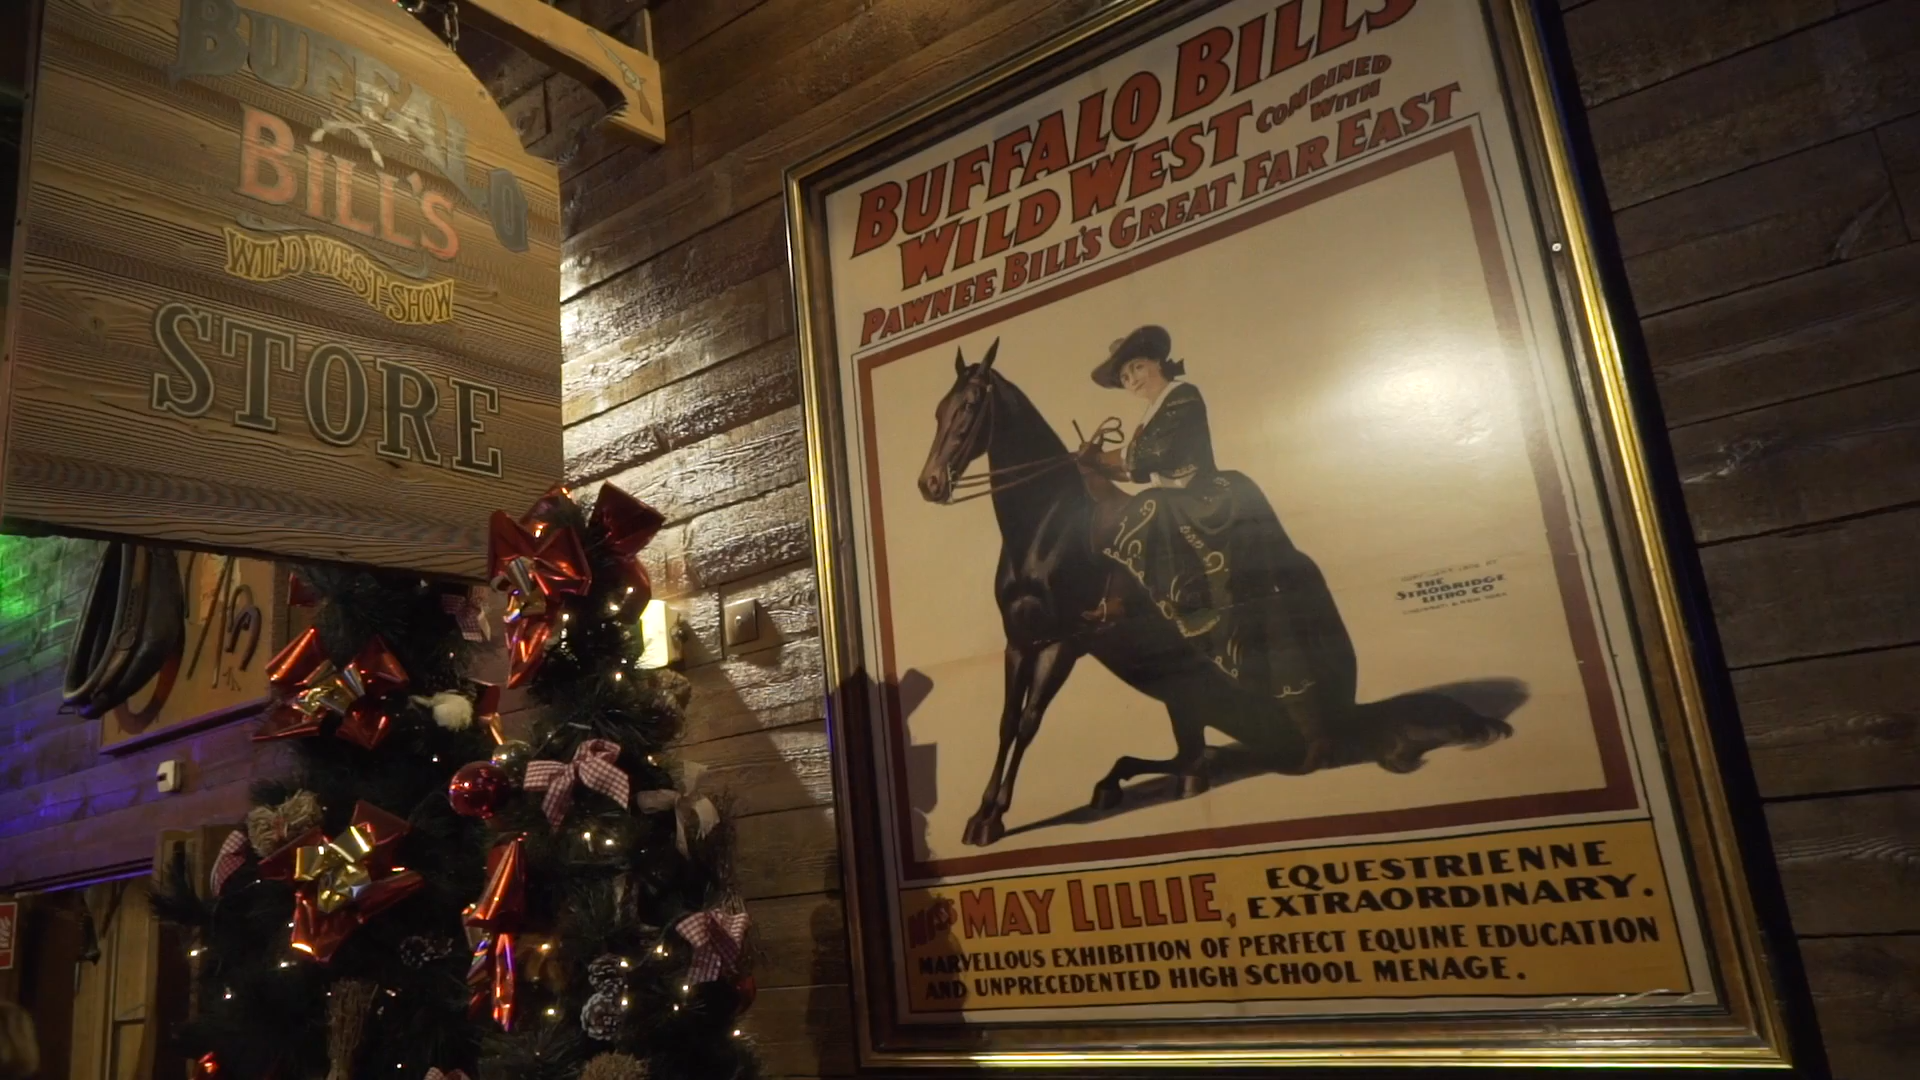 BUFFALO
BILL'S
WILD WEST SHOW
STORE
BUFFALO BILL'S
WILD WEST COMBINED WITH
PAWNEE BILL'S GREAT FAR EAST
THE
STROBRIDGE
LITHO CO
MISS MAY LILLIE, EQUESTRIENNE
EXTRAORDINARY.
MARVELLOUS EXHIBITION OF PERFECT EQUINE EDUCATION
AND UNPRECEDENTED HIGH SCHOOL MENAGE.